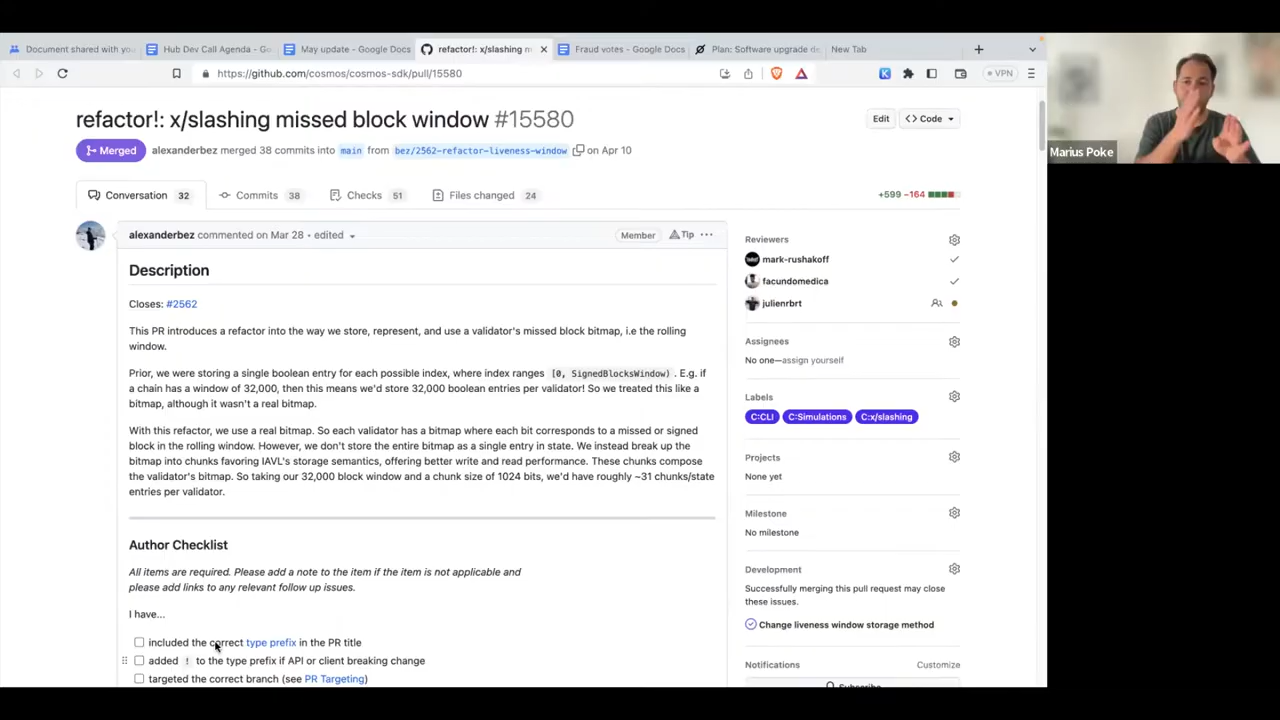 Document shared with you
Hub Dev Call Agenda - Go
May update - Google Docs
refactor!: x/slashing m
Fraud votes - Google Docs
Plan: Software upgrade de
New Tab
https://github.com/cosmos/cosmos-sdk/pull/15580
VPN
refactor!: x/slashing missed block window #15580
Edit
<> Code
Merged
alexanderbez merged 38 commits into main from bez/2562-refactor-liveness-window on Apr 10
Marius Poke
Conversation 32
Commits 38
Checks 51
Files changed 24
+599 −164
alexanderbez commented on Mar 28 • edited
Member
Tip
Description
Closes: #2562
This PR introduces a refactor into the way we store, represent, and use a validator's missed block bitmap, i.e the rolling
window.
Prior, we were storing a single boolean entry for each possible index, where index ranges [0, SignedBlocksWindow) . E.g. if
a chain has a window of 32,000, then this means we'd store 32,000 boolean entries per validator! So we treated this like a
bitmap, although it wasn't a real bitmap.
With this refactor, we use a real bitmap. So each validator has a bitmap where each bit corresponds to a missed or signed
block in the rolling window. However, we don't store the entire bitmap as a single entry in state. We instead break up the
bitmap into chunks favoring IAVL's storage semantics, offering better write and read performance. These chunks compose
the validator's bitmap. So taking our 32,000 block window and a chunk size of 1024 bits, we'd have roughly ~31 chunks/state
entries per validator.
Author Checklist
All items are required. Please add a note to the item if the item is not applicable and
please add links to any relevant follow up issues.
I have...
included the correct type prefix in the PR title
added ! to the type prefix if API or client breaking change
targeted the correct branch (see PR Targeting)
Reviewers
mark-rushakoff
facundomedica
julienrbrt
Assignees
No one—assign yourself
Labels
C:CLI
C:Simulations
C:x/slashing
Projects
None yet
Milestone
No milestone
Development
Successfully merging this pull request may close
these issues.
Change liveness window storage method
Notifications
Customize
Subscribe